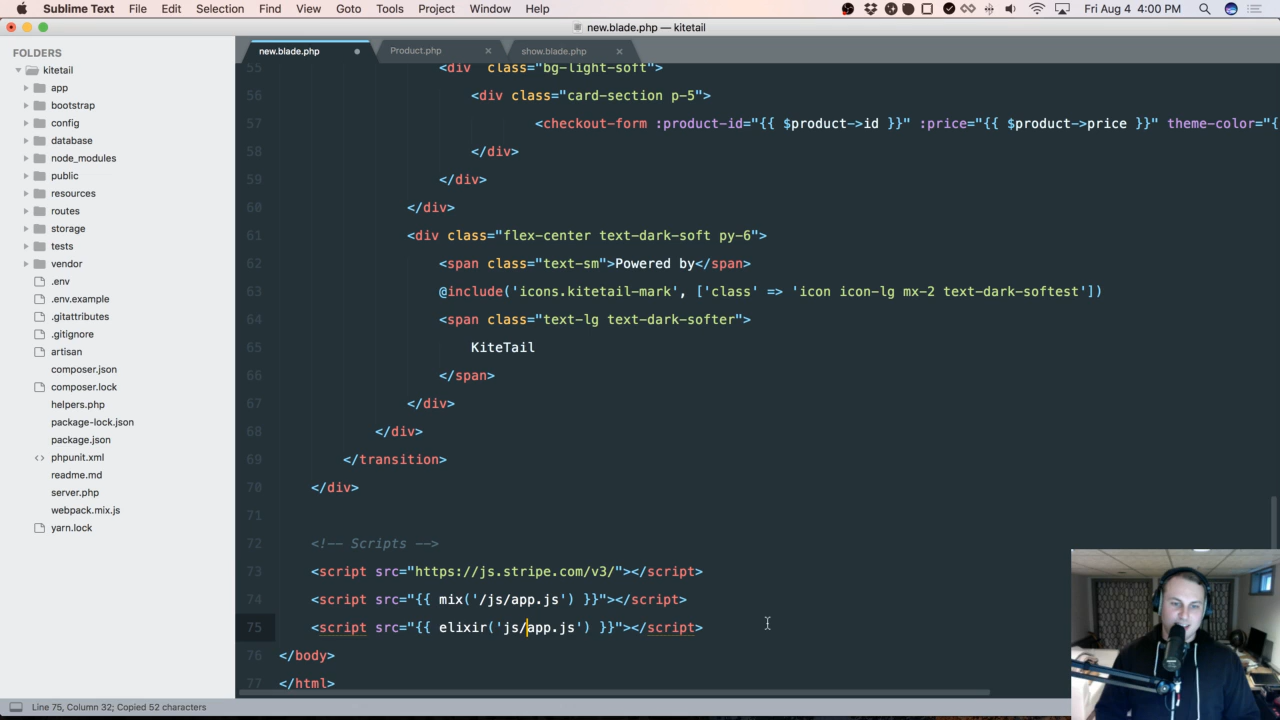 Sublime Text File Edit Selection Find View Goto Tools Project Window Help Fri Aug 4 4:00 PM
new.blade.php — kitetail
FOLDERS
kitetail
app
bootstrap
config
database
node_modules
public
resources
routes
storage
tests
vendor
.env
.env.example
.gitattributes
.gitignore
artisan
composer.json
composer.lock
helpers.php
package-lock.json
package.json
<> phpunit.xml
readme.md
server.php
webpack.mix.js
yarn.lock
new.blade.php Product.php show.blade.php
55 <div  class="bg-light-soft">
56 <div class="card-section p-5">
57 <checkout-form :product-id="{{ $product->id }}" :price="{{ $product->price }}" theme-color="{
58 </div>
59 </div>
60 </div>
61 <div class="flex-center text-dark-soft py-6">
62 <span class="text-sm">Powered by</span>
63 @include('icons.kitetail-mark', ['class' => 'icon icon-lg mx-2 text-dark-softest'])
64 <span class="text-lg text-dark-softer">
65 KiteTail
66 </span>
67 </div>
68 </div>
69 </transition>
70 </div>
71
72 <!-- Scripts -->
73 <script src="https://js.stripe.com/v3/"></script>
74 <script src="{{ mix('/js/app.js') }}"></script>
75 <script src="{{ elixir('js/app.js') }}"></script>
76 </body>
77 </html>
Line 75, Column 32; Copied 52 characters